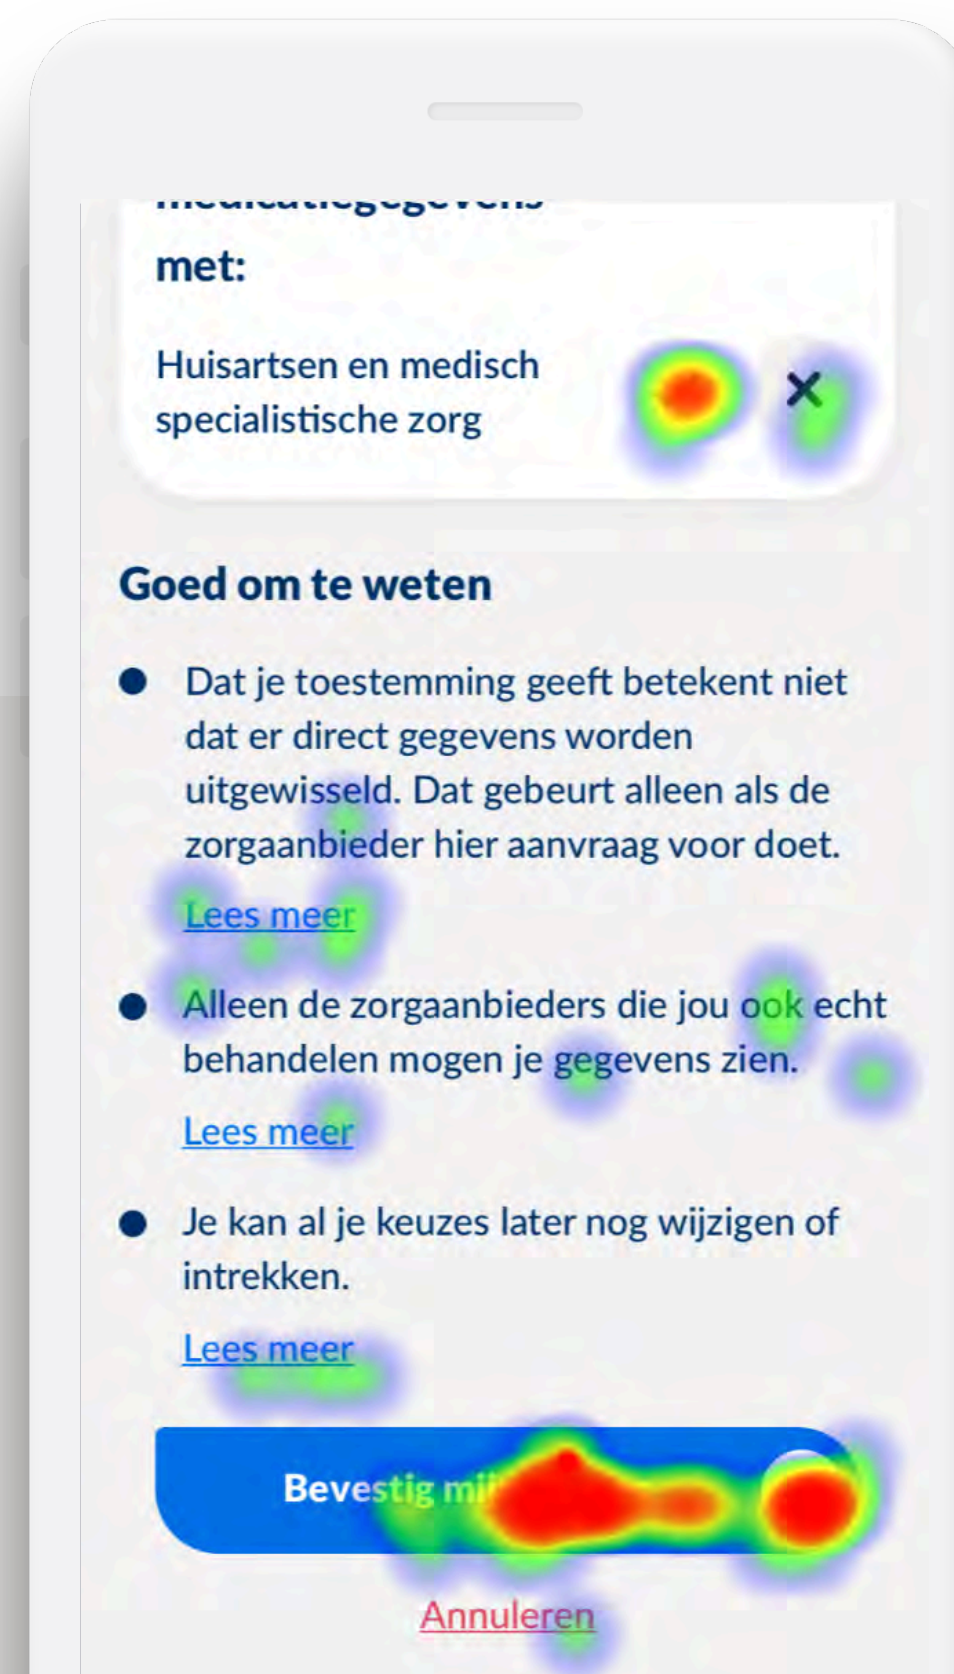 medicatiegegevens
met:
Huisartsen en medisch
specialistische zorg
Goed om te weten
Dat je toestemming geeft betekent niet
dat er direct gegevens worden
uitgewisseld. Dat gebeurt alleen als de
zorgaanbieder hier aanvraag voor doet.
Lees meer
Alleen de zorgaanbieders die jou ook echt
behandelen mogen je gegevens zien.
Lees meer
Je kan al je keuzes later nog wijzigen of
intrekken.
Lees meer
Bevestig
Annuleren